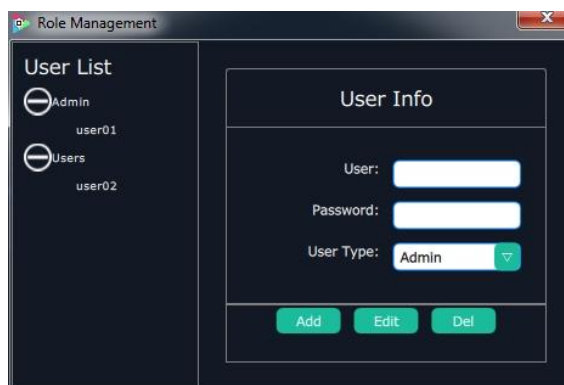 Role Management
User List
Admin
user01
Users
user02
User Info
User:
Password:
User Type: Admin
Add Edit Del